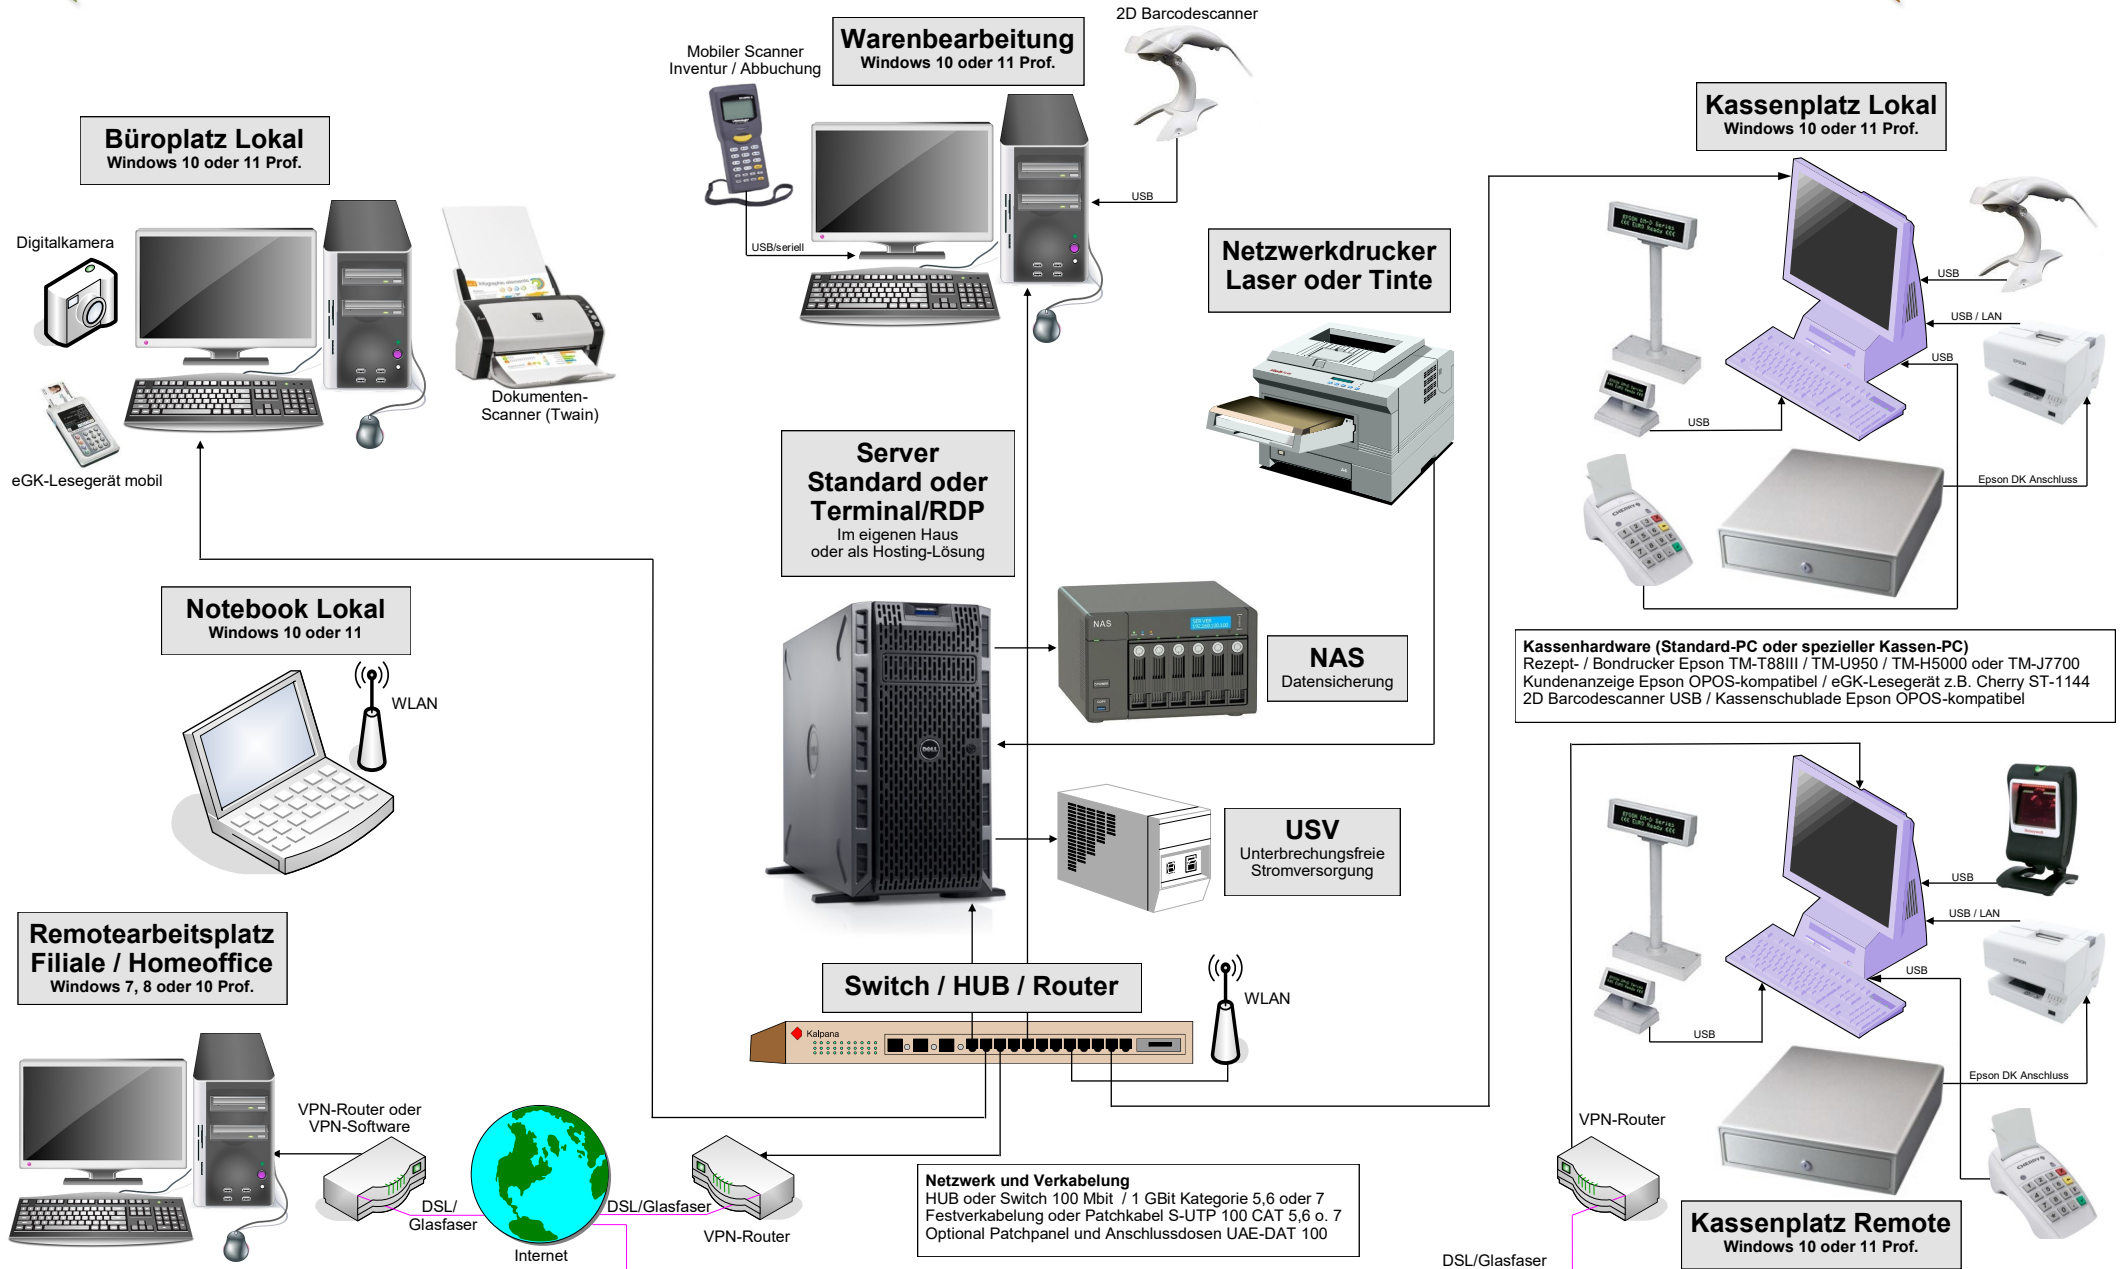 2D Barcodescanner
Mobiler Scanner
Inventur / Abbuchung
Warenbearbeitung
Windows 10 oder 11 Prof.
USB
USB/seriell
Büroplatz Lokal
Windows 10 oder 11 Prof.
Digitalkamera
Dokumenten-
Scanner (Twain)
eGK-Lesegerät mobil
Netzwerkdrucker
Laser oder Tinte
Kassenplatz Lokal
Windows 10 oder 11 Prof.
USB
USB / LAN
USB
USB
EPSON
Epson DK Anschluss
CHERRY
Server
Standard oder
Terminal/RDP
Im eigenen Haus
oder als Hosting-Lösung
Notebook Lokal
Windows 10 oder 11
WLAN
NAS
SERVER
NAS
Datensicherung
DELL
USV
Unterbrechungsfreie
Stromversorgung
Kassenhardware (Standard-PC oder spezieller Kassen-PC)
Rezept- / Bondrucker Epson TM-T88III / TM-U950 / TM-H5000 oder TM-J7700
Kundenanzeige Epson OPOS-kompatibel / eGK-Lesegerät z.B. Cherry ST-1144
2D Barcodescanner USB / Kassenschublade Epson OPOS-kompatibel
Remotearbeitsplatz
Filiale / Homeoffice
Windows 7, 8 oder 10 Prof.
Switch / HUB / Router
Kalpana
WLAN
VPN-Router oder
VPN-Software
DSL/
Glasfaser
Internet
DSL/Glasfaser
VPN-Router
Netzwerk und Verkabelung
HUB oder Switch 100 Mbit / 1 GBit Kategorie 5,6 oder 7
Festverkabelung oder Patchkabel S-UTP 100 CAT 5,6 o. 7
Optional Patchpanel und Anschlussdosen UAE-DAT 100
USB
USB / LAN
USB
USB
EPSON
Epson DK Anschluss
CHERRY
VPN-Router
DSL/Glasfaser
Kassenplatz Remote
Windows 10 oder 11 Prof.